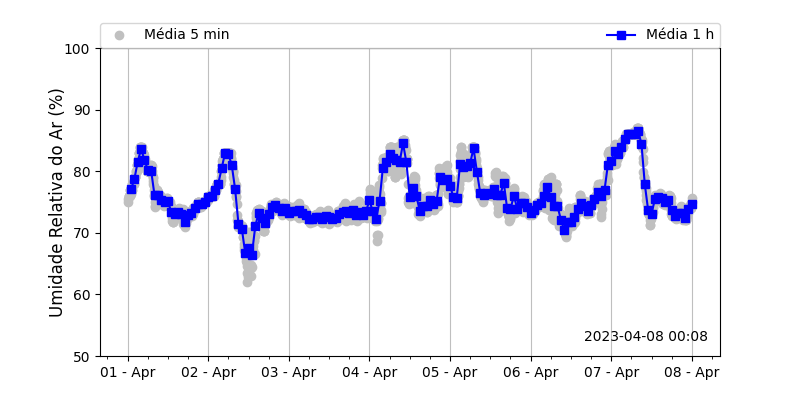 Média 5 min
Média 1 h
Umidade Relativa do Ar (%)
100
90
80
70
60
50
2023-04-08 00:08
01 - Apr
02 - Apr
03 - Apr
04 - Apr
05 - Apr
06 - Apr
07 - Apr
08 - Apr